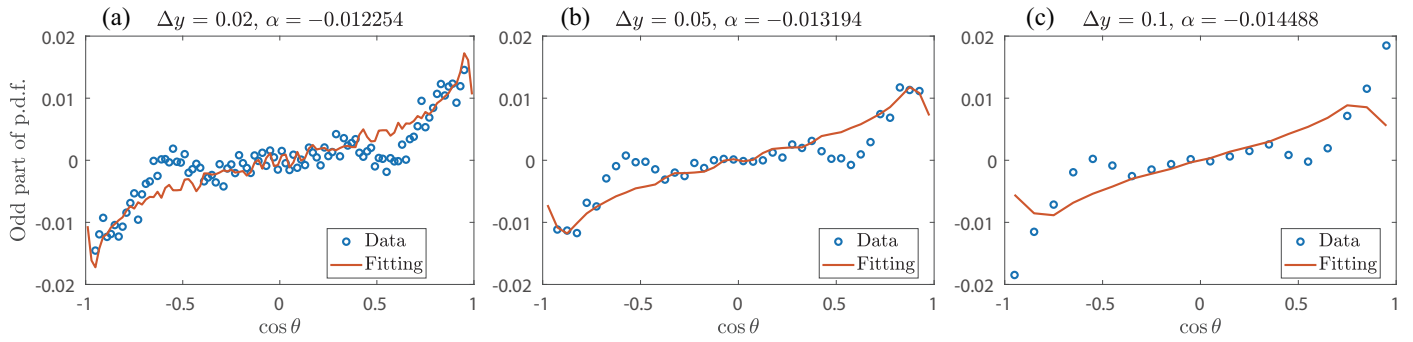 (a) Δy = 0.02, α = −0.012254
Odd part of p.d.f.
0.02
0.01
0
-0.01
-0.02
-1 -0.5 0 0.5 1
cos θ
Data
Fitting
(b) Δy = 0.05, α = −0.013194
0.02
0.01
0
-0.01
-0.02
-1 -0.5 0 0.5 1
cos θ
Data
Fitting
(c) Δy = 0.1, α = −0.014488
0.02
0.01
0
-0.01
-0.02
-1 -0.5 0 0.5 1
cos θ
Data
Fitting